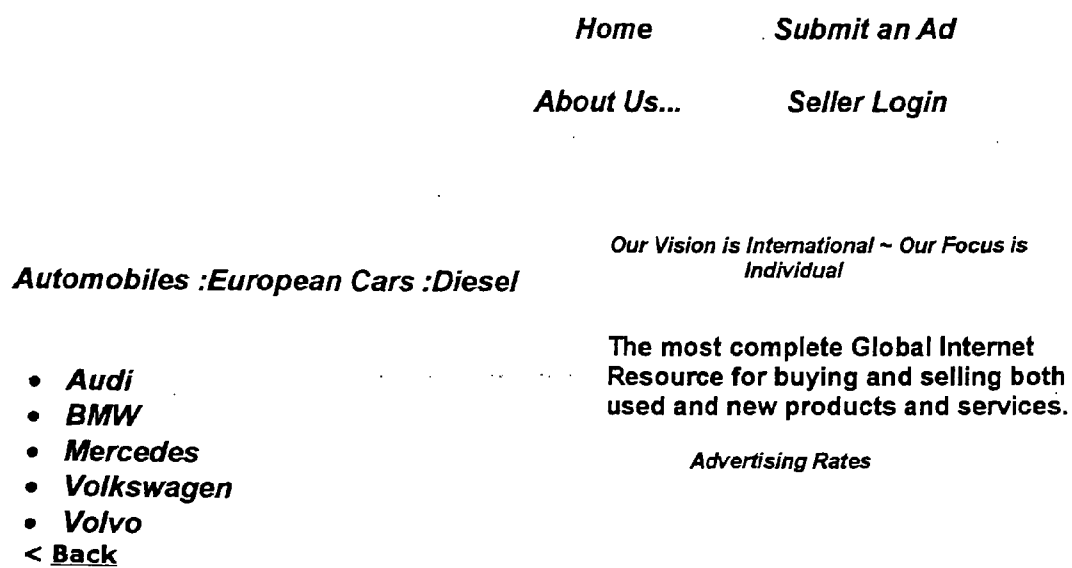 Home Submit an Ad
About Us... Seller Login
Our Vision is International ~ Our Focus is
Individual
Automobiles :European Cars :Diesel
The most complete Global Internet
Resource for buying and selling both
used and new products and services.
• Audi
• BMW
• Mercedes
• Volkswagen
• Volvo
Advertising Rates
< Back